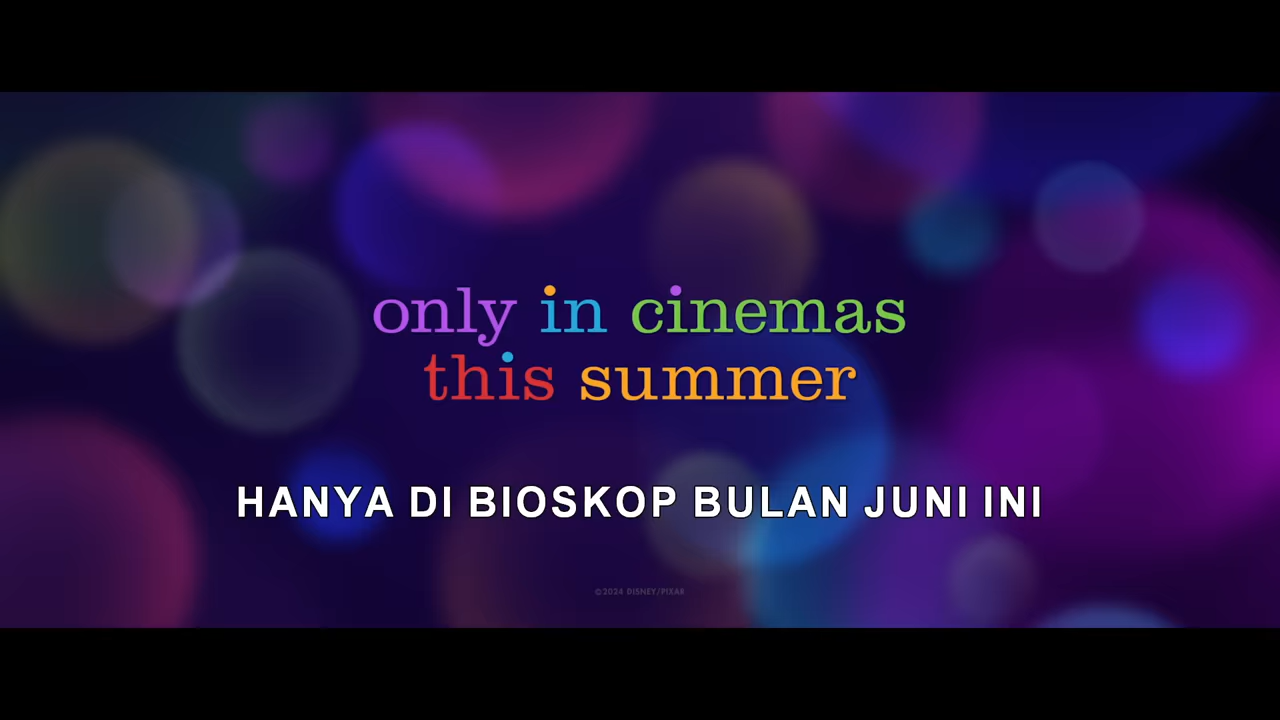 only in cinemas
this summer
HANYA DI BIOSKOP BULAN JUNI INI
©2024 DISNEY/PIXAR